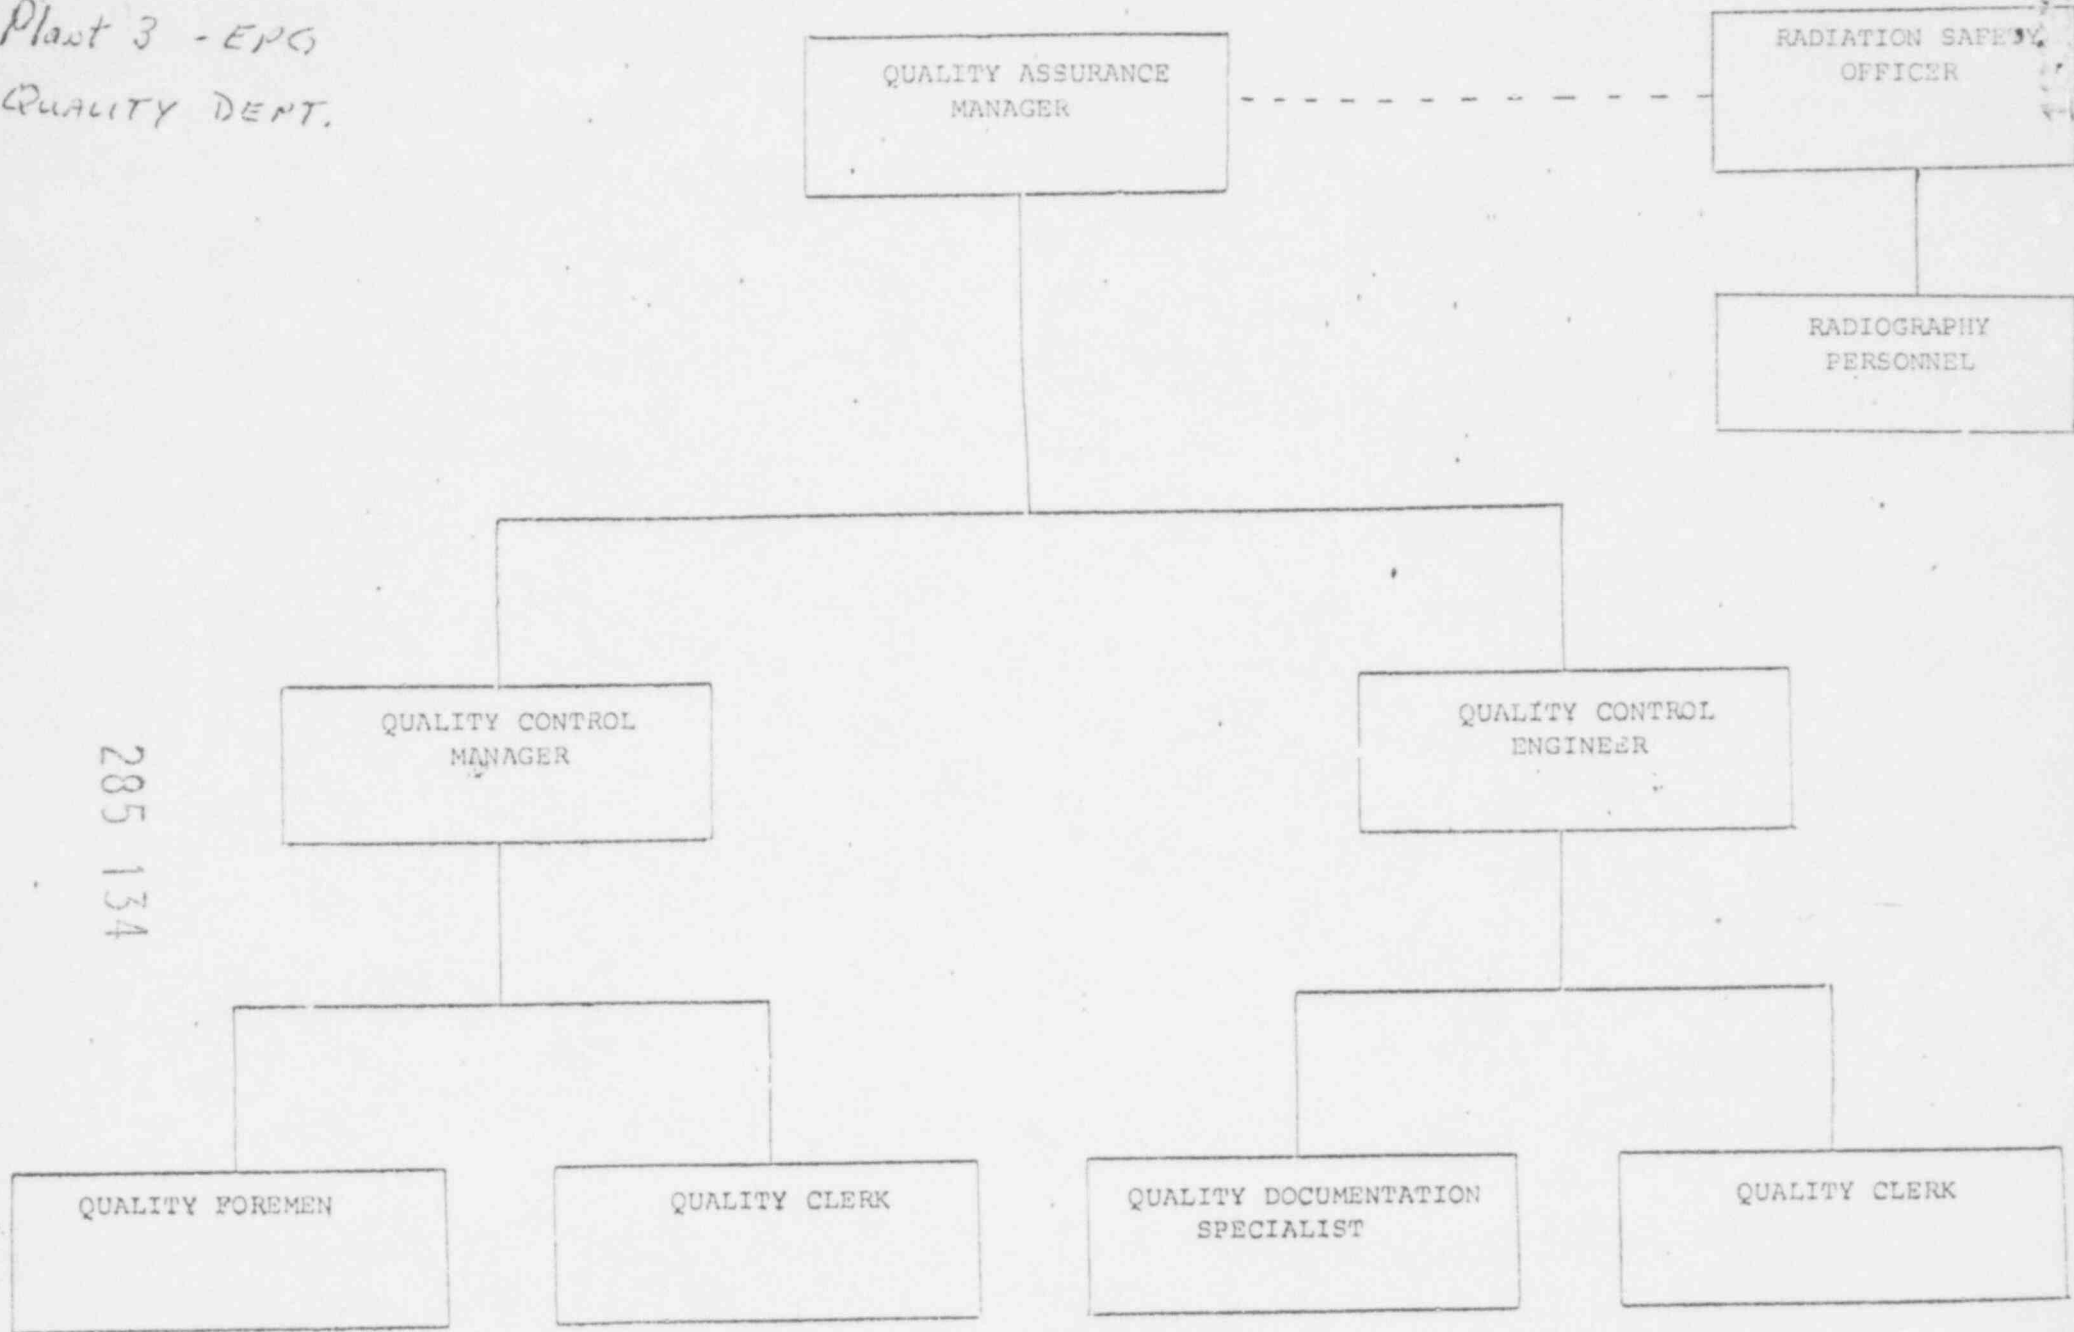 Plant 3 - EPG
QUALITY DEPT.
QUALITY ASSURANCE
MANAGER
RADIATION SAFETY
OFFICER
RADIOGRAPHY
PERSONNEL
QUALITY CONTROL
MANAGER
QUALITY CONTROL
ENGINEER
285 134
QUALITY FOREMEN
QUALITY CLERK
QUALITY DOCUMENTATION
SPECIALIST
QUALITY CLERK